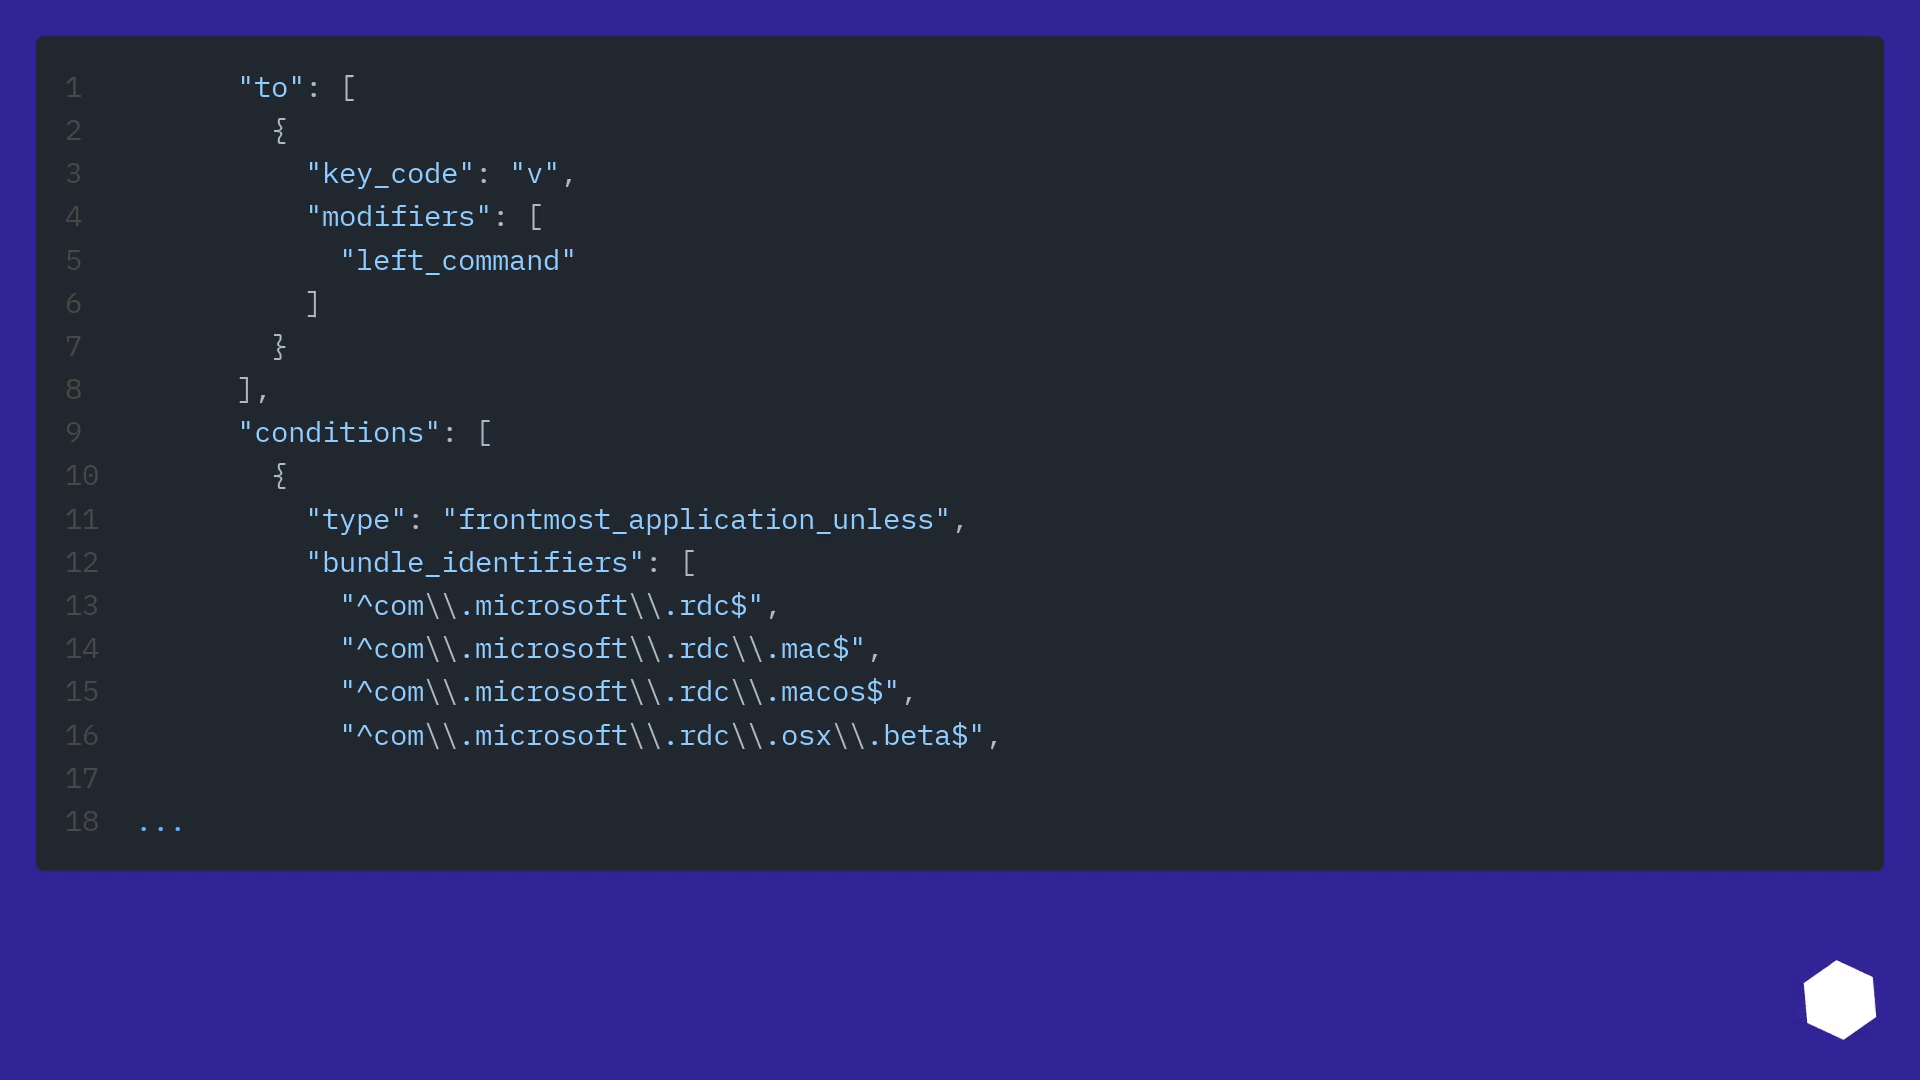 1 "to": [
2 {
3 "key_code": "v",
4 "modifiers": [
5 "left_command"
6 ]
7 }
8 ],
9 "conditions": [
10 {
11 "type": "frontmost_application_unless",
12 "bundle_identifiers": [
13 "^com\\.microsoft\\.rdc$",
14 "^com\\.microsoft\\.rdc\\.mac$",
15 "^com\\.microsoft\\.rdc\\.macos$",
16 "^com\\.microsoft\\.rdc\\.osx\\.beta$",
17
18 ...